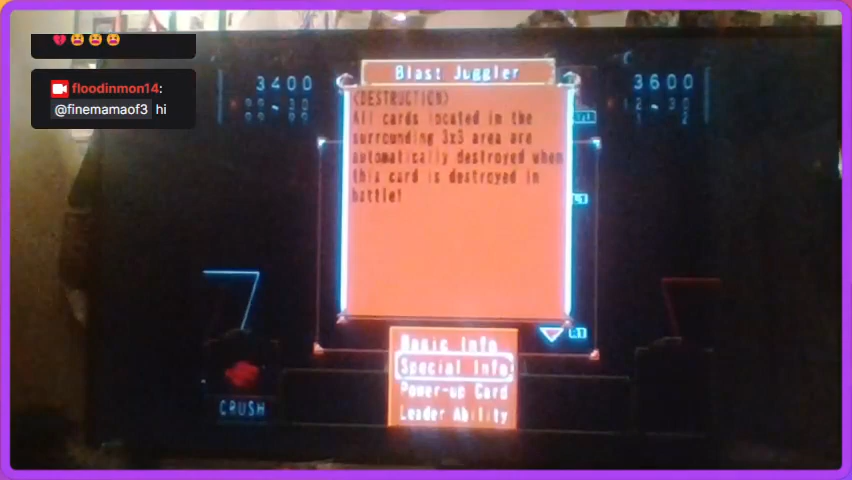 💔😫😫😫
floodinmon14:
@finemamaof3 hi
3400
3600
Blast Juggler
(DESTRUCTION)
All cards located in the
surrounding 3x3 area are
automatically destroyed when
this card is destroyed in
battle!
Basic Info
Special Info
Power-up Card
Leader Ability
CRUSH